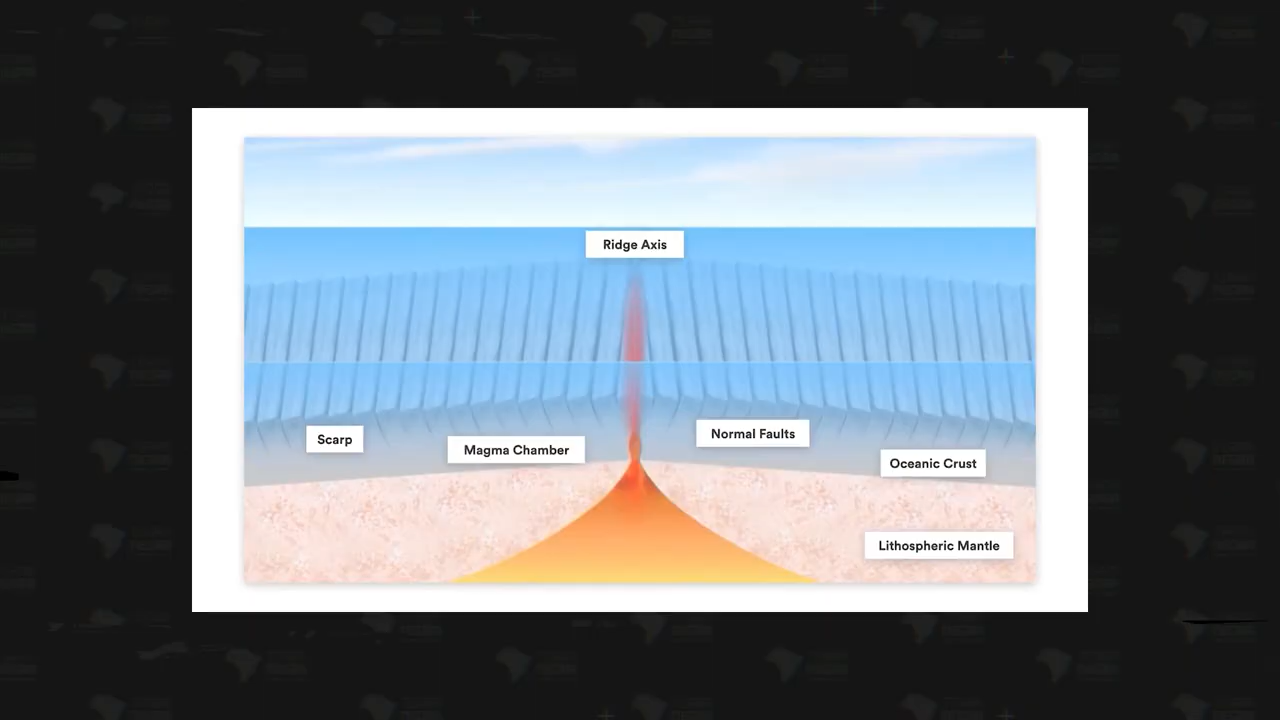 Ridge Axis
Scarp
Magma Chamber
Normal Faults
Oceanic Crust
Lithospheric Mantle